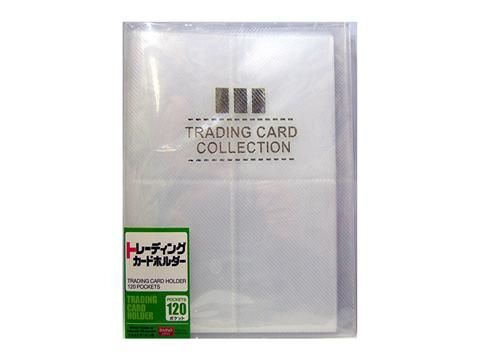 TRADING CARD
COLLECTION
トレーディング
カードホルダー
TRADING CARD HOLDER
120 POCKETS
TRADING
CARD
HOLDER
POCKETS
120
ポケット